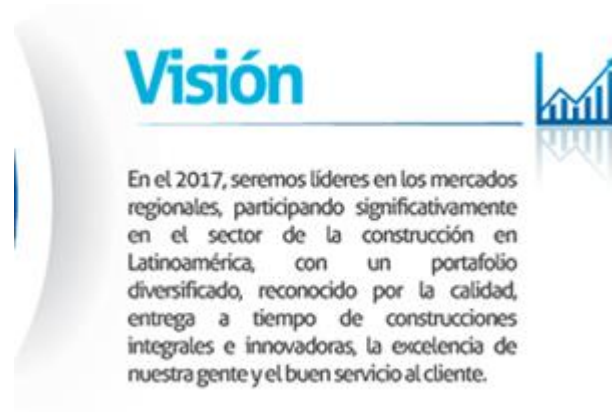 Visión
En el 2017, seremos líderes en los mercados
regionales, participando significativamente
en el sector de la construcción en
Latinoamérica, con un portafolio
diversificado, reconocido por la calidad,
entrega a tiempo de construcciones
integrales e innovadoras, la excelencia de
nuestra gente y el buen servicio al cliente.